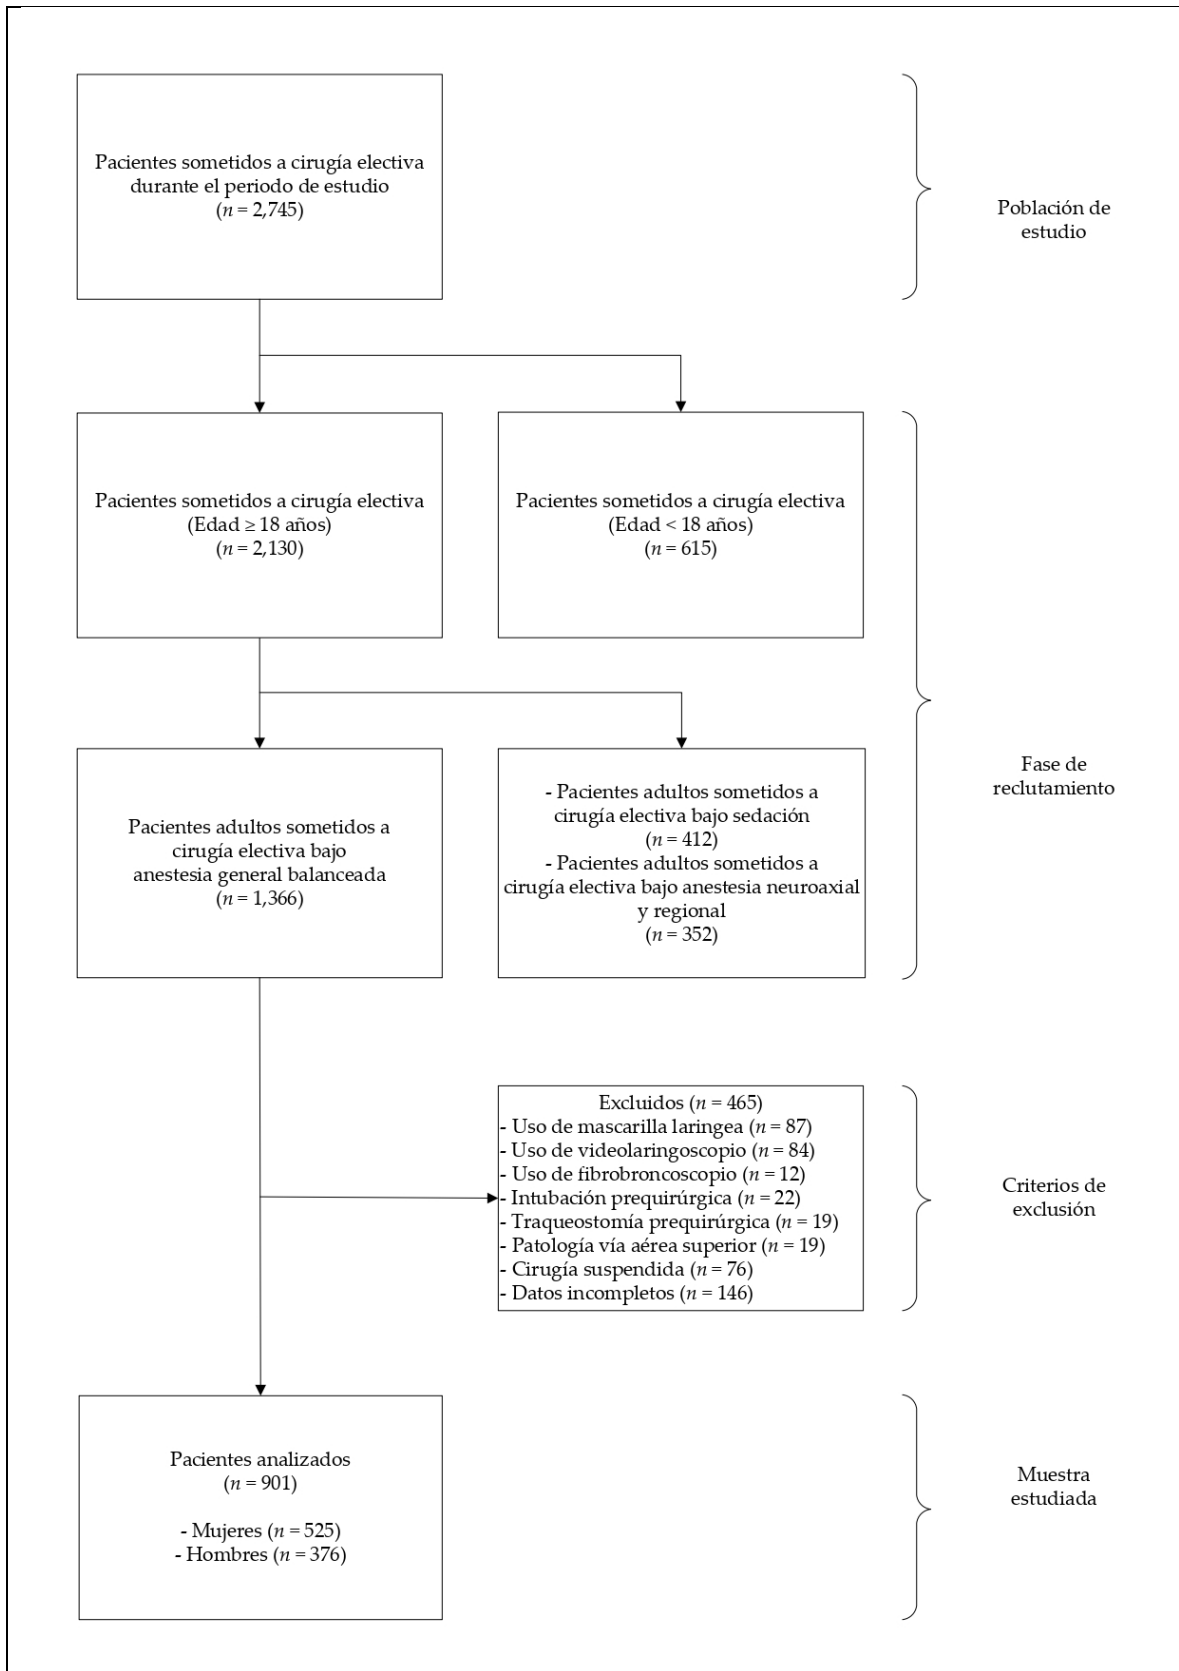 Pacientes sometidos a cirugía electiva
durante el periodo de estudio
(n = 2,745)
Población de
estudio
Pacientes sometidos a cirugía electiva
(Edad ≥ 18 años)
(n = 2,130)
Pacientes sometidos a cirugía electiva
(Edad < 18 años)
(n = 615)
Fase de
reclutamiento
Pacientes adultos sometidos a
cirugía electiva bajo
anestesia general balanceada
(n = 1,366)
- Pacientes adultos sometidos a
cirugía electiva bajo sedación
(n = 412)
- Pacientes adultos sometidos a
cirugía electiva bajo anestesia neuroaxial
y regional
(n = 352)
Excluidos (n = 465)
- Uso de mascarilla laringea (n = 87)
- Uso de videolaringoscopio (n = 84)
- Uso de fibrobroncoscopio (n = 12)
- Intubación prequirúrgica (n = 22)
- Traqueostomía prequirúrgica (n = 19)
- Patología vía aérea superior (n = 19)
- Cirugía suspendida (n = 76)
- Datos incompletos (n = 146)
Criterios de
exclusión
Pacientes analizados
(n = 901)
- Mujeres (n = 525)
- Hombres (n = 376)
Muestra
estudiada